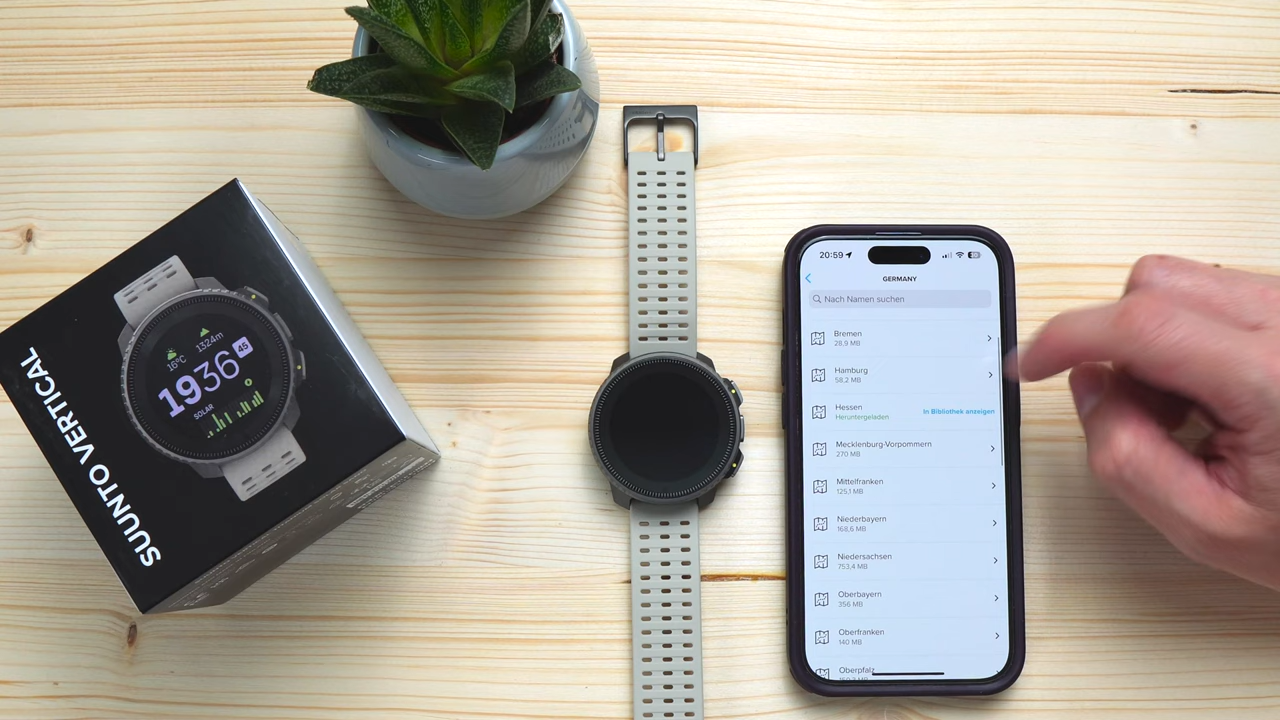 SUUNTO VERTICAL
16°C
1324m
1936
45
SOLAR
20:59
GERMANY
Nach Namen suchen
Bremen
28,9 MB
Hamburg
58,2 MB
Hessen
Heruntergeladen
In Bibliothek anzeigen
Mecklenburg-Vorpommern
270 MB
Mittelfranken
125,1 MB
Niederbayern
168,6 MB
Niedersachsen
753,4 MB
Oberbayern
356 MB
Oberfranken
140 MB
Oberpfalz